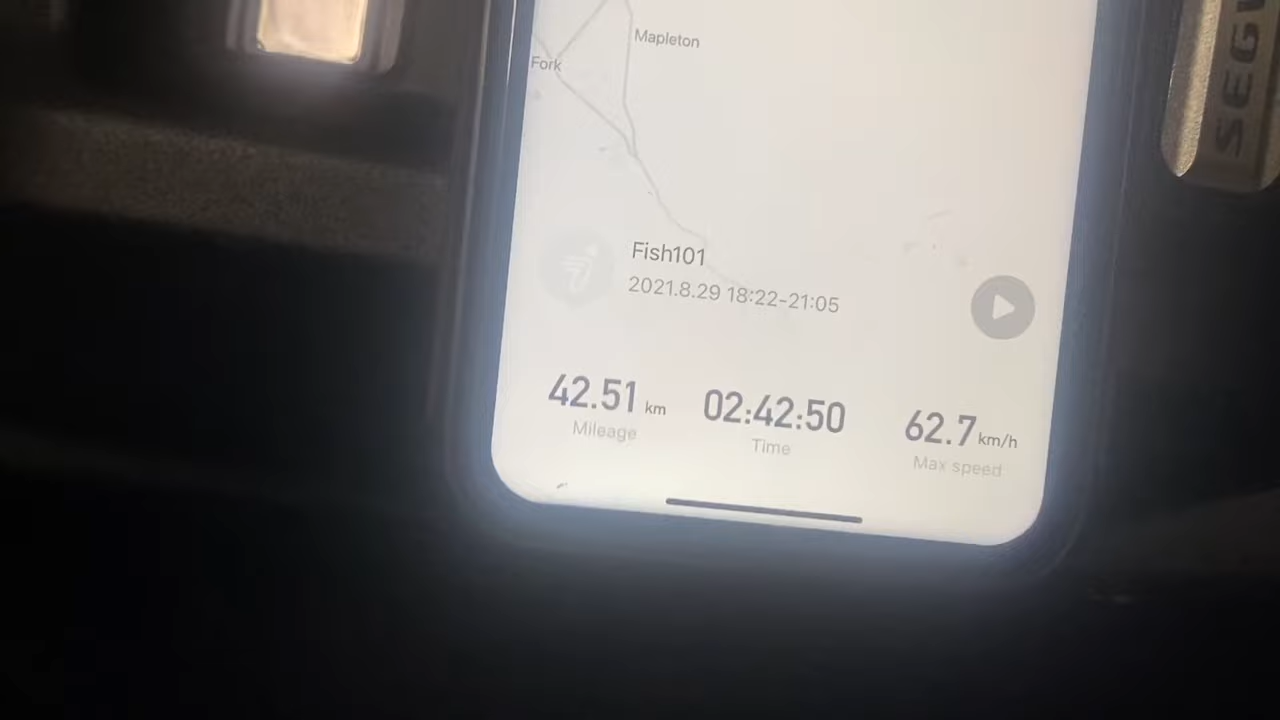 Mapleton
Fork
SEGW
Fish101
2021.8.29 18:22-21:05
42.51 km
02:42:50
62.7 km/h
Mileage
Time
Max speed